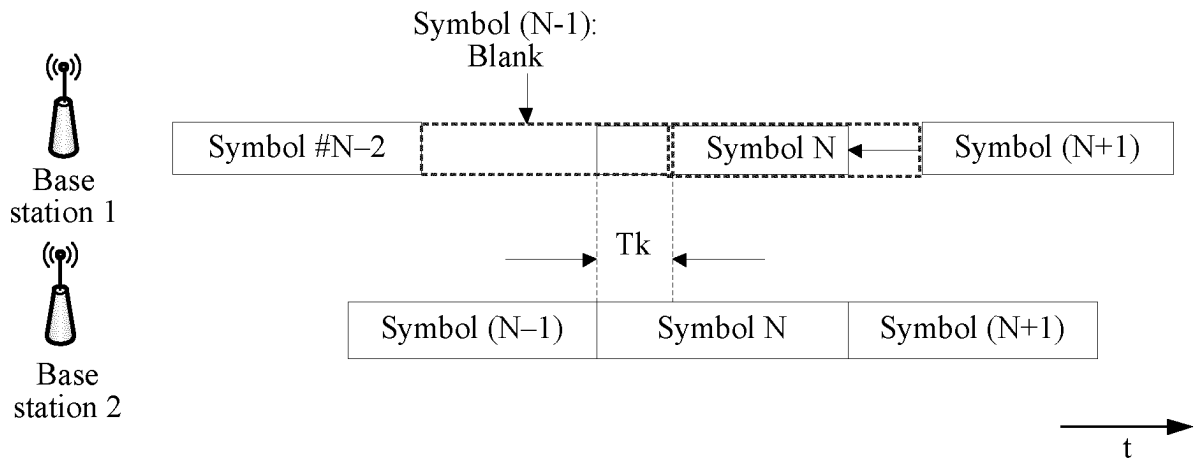 Symbol (N-1):
Blank
Symbol #N–2
Symbol N
Symbol (N+1)
Base
station 1
Tk
Symbol (N–1)
Symbol N
Symbol (N+1)
Base
station 2
t